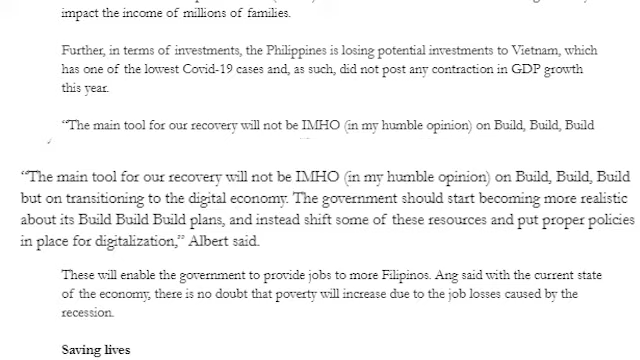 impact the income of millions of families.
Further, in terms of investments, the Philippines is losing potential investments to Vietnam, which
has one of the lowest Covid-19 cases and, as such, did not post any contraction in GDP growth
this year.
“The main tool for our recovery will not be IMHO (in my humble opinion) on Build, Build, Build
“The main tool for our recovery will not be IMHO (in my humble opinion) on Build, Build, Build
but on transitioning to the digital economy. The government should start becoming more realistic
about its Build Build Build plans, and instead shift some of these resources and put proper policies
in place for digitalization,” Albert said.
These will enable the government to provide jobs to more Filipinos. Ang said with the current state
of the economy, there is no doubt that poverty will increase due to the job losses caused by the
recession.
Saving lives